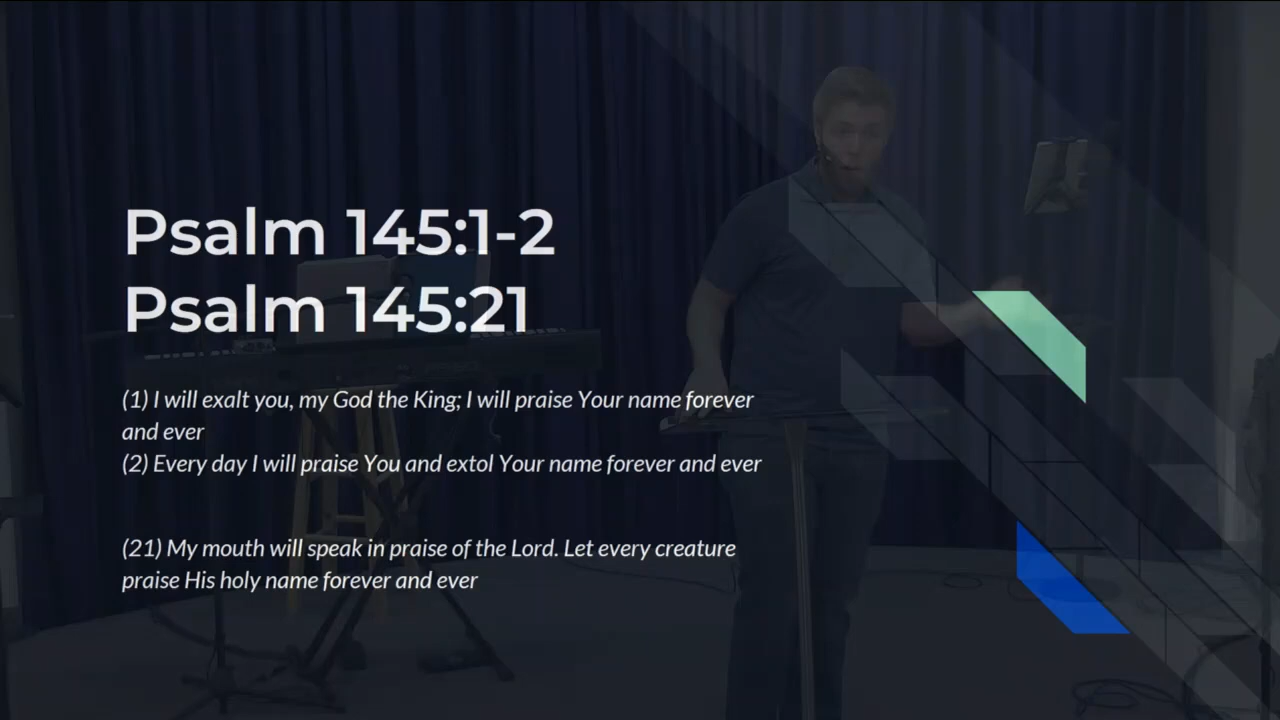 Psalm 145:1-2
Psalm 145:21
(1) I will exalt you, my God the King; I will praise Your name forever
and ever
(2) Every day I will praise You and extol Your name forever and ever
(21) My mouth will speak in praise of the Lord. Let every creature
praise His holy name forever and ever